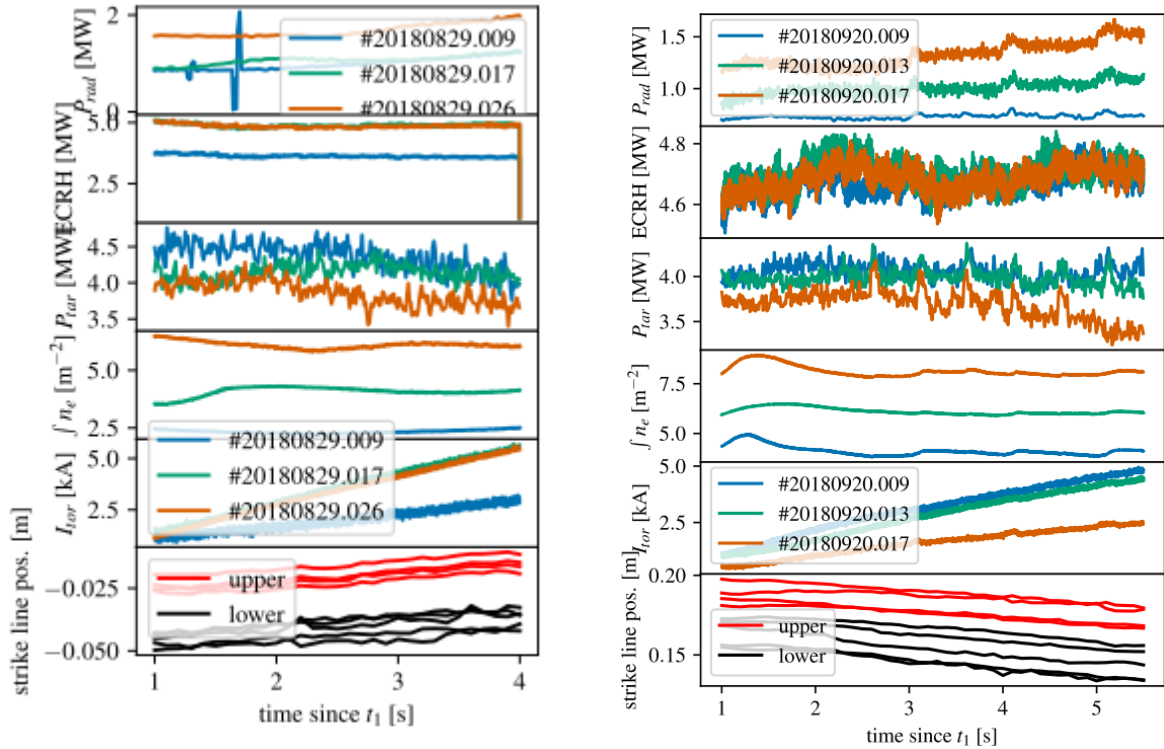 P_rad [MW]
2
0
#20180829.009
#20180829.017
#20180829.026
ECRH [MW]
5.0
2.5
P_tar [MW]
4.5
4.0
3.5
∫ n_e [m⁻²]
5.0
2.5
#20180829.009
#20180829.017
#20180829.026
I_tor [kA]
5.0
2.5
strike line pos. [m]
−0.025
−0.050
upper
lower
1 2 3 4
time since t₁ [s]
P_rad [MW]
1.5
1.0
#20180920.009
#20180920.013
#20180920.017
ECRH [MW]
4.8
4.6
P_tar [MW]
4.0
3.5
∫ n_e [m⁻²]
7.5
5.0
I_tor [kA]
5.0
2.5
#20180920.009
#20180920.013
#20180920.017
strike line pos. [m]
0.20
0.15
upper
lower
1 2 3 4 5
time since t₁ [s]